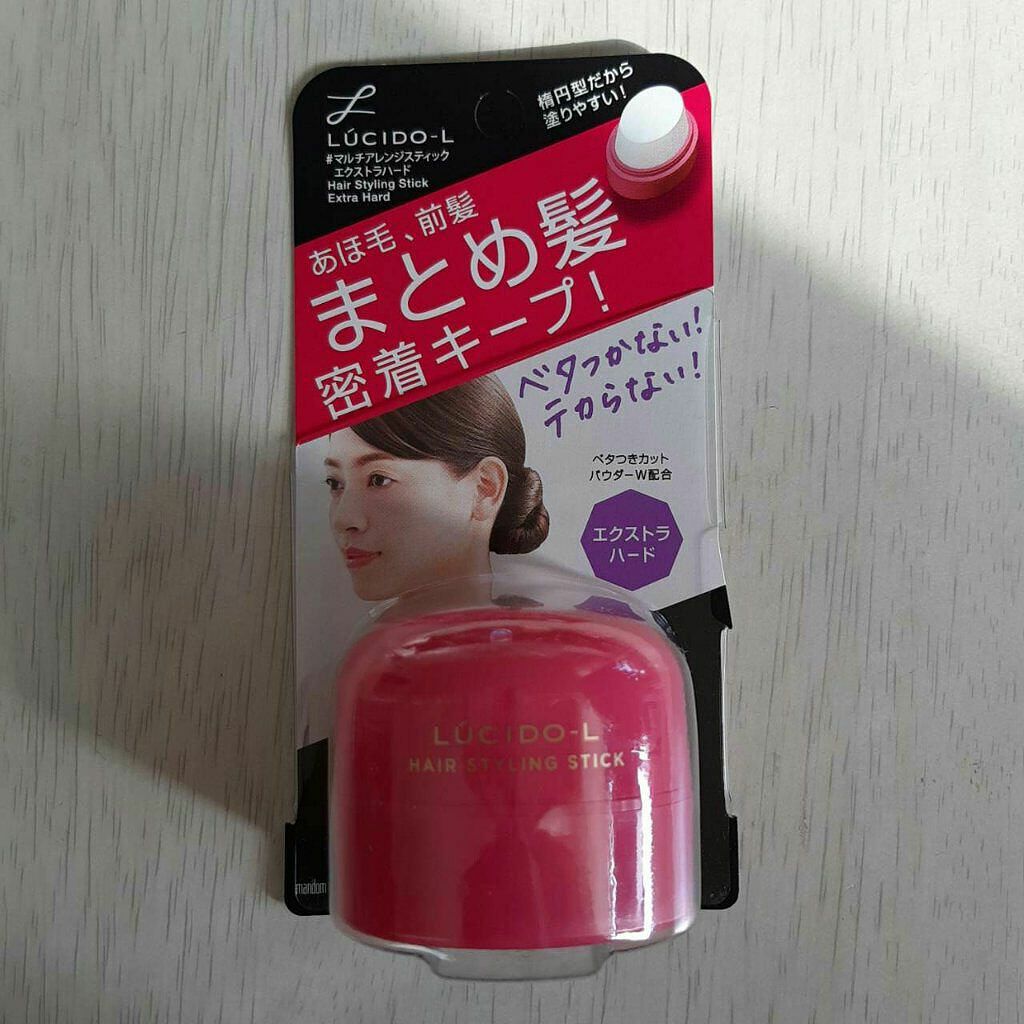 LÚCIDO-L
#マルチアレンジスティック
エクストラハード
Hair Styling Stick
Extra Hard
楕円型だから
塗りやすい!
あほ毛、前髪
まとめ髪
密着キープ!
ベタつかない!
テカらない!
ベタつきカット
パウダーW配合
エクストラ
ハード
LÚCIDO-L
HAIR STYLING STICK
mandom